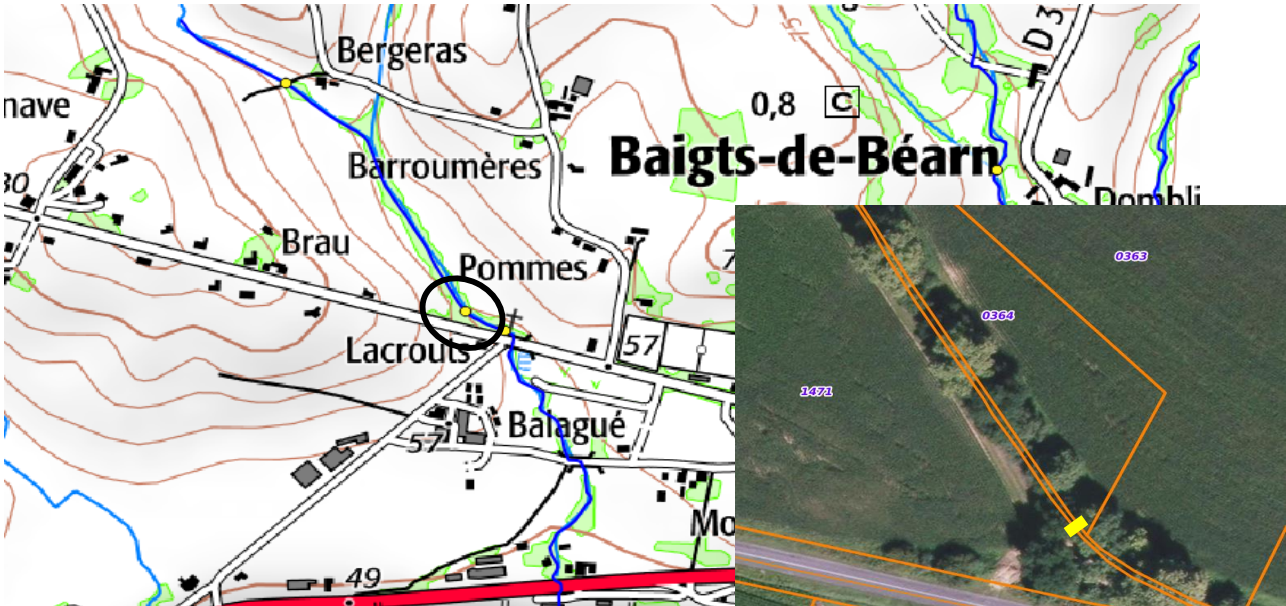 Bergeras
D 3
0,8 C
nave
Baigts-de-Béarn
Barroumères
Dombli
Brau
Pommes
Lacrouts
57
Balagué
57
Mo
49
0363
0364
1471